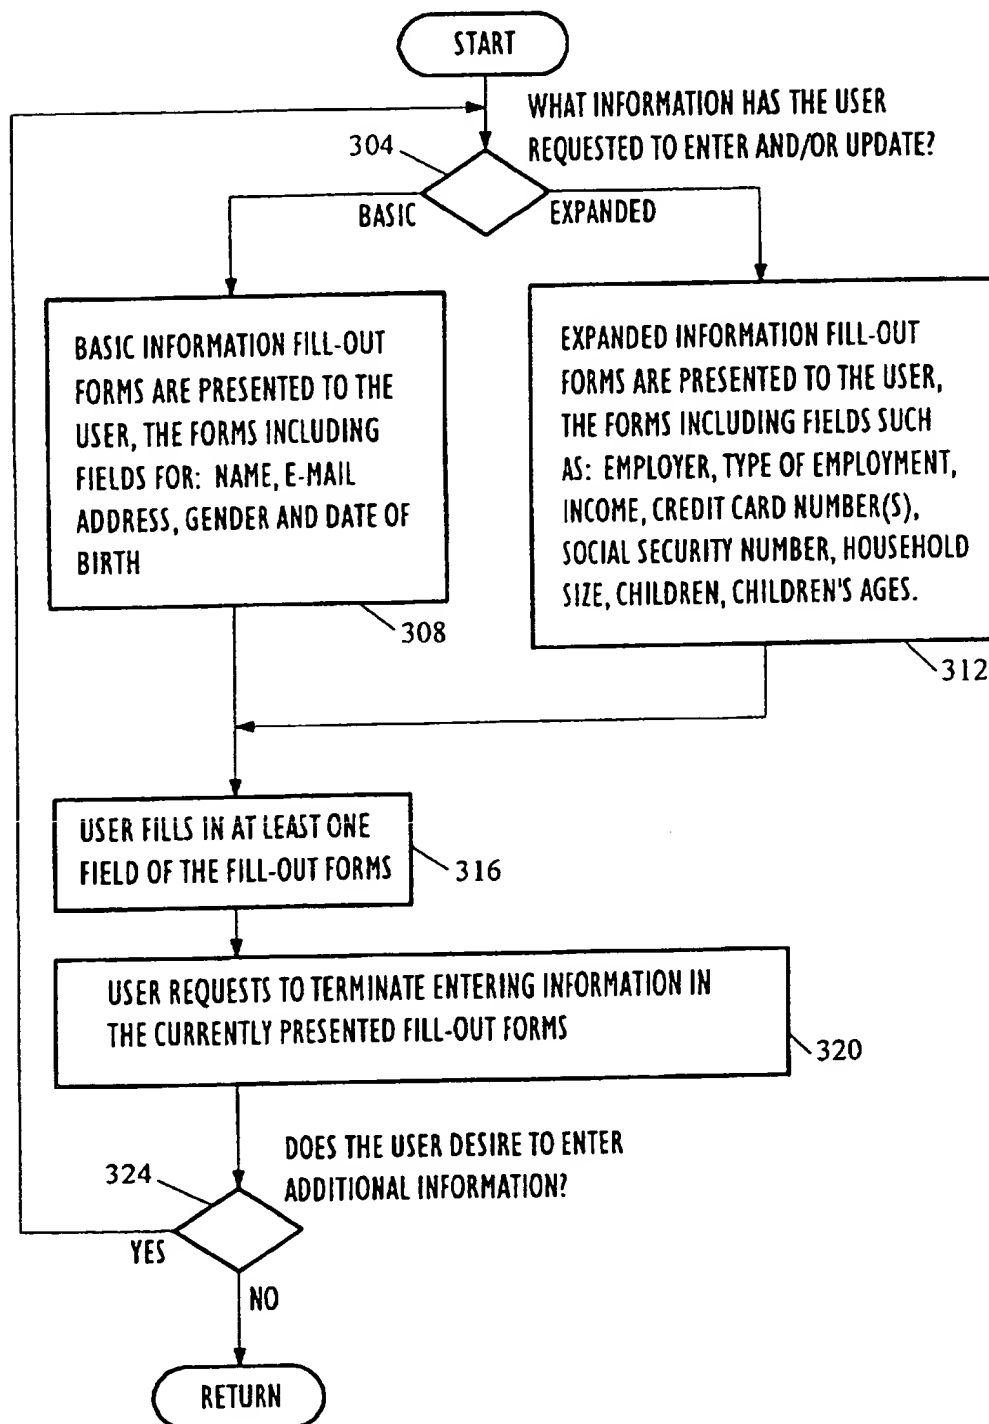 START
WHAT INFORMATION HAS THE USER
REQUESTED TO ENTER AND/OR UPDATE?
304
BASIC
EXPANDED
BASIC INFORMATION FILL-OUT
FORMS ARE PRESENTED TO THE
USER, THE FORMS INCLUDING
FIELDS FOR: NAME, E-MAIL
ADDRESS, GENDER AND DATE OF
BIRTH
308
EXPANDED INFORMATION FILL-OUT
FORMS ARE PRESENTED TO THE USER,
THE FORMS INCLUDING FIELDS SUCH
AS: EMPLOYER, TYPE OF EMPLOYMENT,
INCOME, CREDIT CARD NUMBER(S),
SOCIAL SECURITY NUMBER, HOUSEHOLD
SIZE, CHILDREN, CHILDREN'S AGES.
312
USER FILLS IN AT LEAST ONE
FIELD OF THE FILL-OUT FORMS
316
USER REQUESTS TO TERMINATE ENTERING INFORMATION IN
THE CURRENTLY PRESENTED FILL-OUT FORMS
320
DOES THE USER DESIRE TO ENTER
ADDITIONAL INFORMATION?
324
YES
NO
RETURN